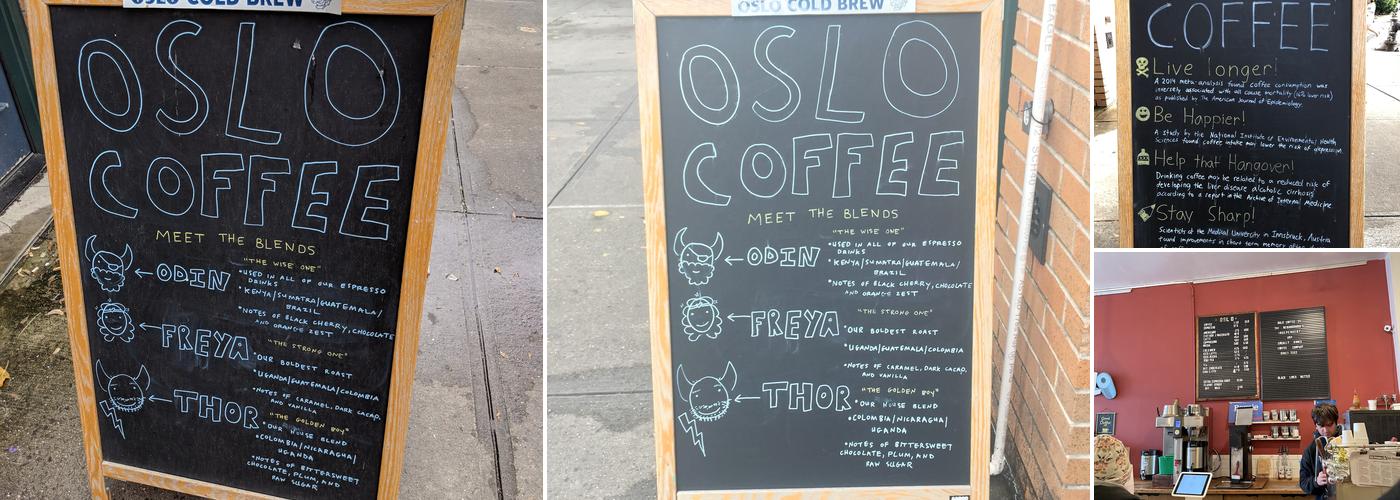 OSLO COLD BREW
OSLO
COFFEE
MEET THE BLENDS
"THE WISE ONE"
ODIN
•USED IN ALL OF OUR ESPRESSO
DRINKS
•KENYA/SUMATRA/GUATEMALA/
BRAZIL
•NOTES OF BLACK CHERRY, CHOCOLATE
AND ORANGE ZEST
FREYA
"THE STRONG ONE"
•OUR BOLDEST ROAST
•UGANDA/GUATEMALA/COLOMBIA
•NOTES OF CARAMEL, DARK CACAO,
AND VANILLA
THOR
"THE GOLDEN BOY"
•OUR HOUSE BLEND
•COLOMBIA/NICARAGUA/
UGANDA
•NOTES OF BITTERSWEET
CHOCOLATE, PLUM, AND
RAW SUGAR
OSLO COLD BREW
OSLO
COFFEE
MEET THE BLENDS
"THE WISE ONE"
ODIN
•USED IN ALL OF OUR ESPRESSO
DRINKS
•KENYA/SUMATRA/GUATEMALA/
BRAZIL
•NOTES OF BLACK CHERRY, CHOCOLATE
AND ORANGE ZEST
"THE STRONG ONE"
FREYA
•OUR BOLDEST ROAST
•UGANDA/GUATEMALA/COLOMBIA
•NOTES OF CARAMEL, DARK CACAO,
AND VANILLA
THOR
"THE GOLDEN BOY"
•OUR HOUSE BLEND
•COLOMBIA/NICARAGUA/
UGANDA
•NOTES OF BITTERSWEET
CHOCOLATE, PLUM, AND
RAW SUGAR
COFFEE
Live longer!
A 2014 meta-analysis found coffee consumption was
inversely associated with all cause mortality (16% lower risk)
as published by The American Journal of Epidemiology.
Be Happier!
A study by the National Institute of Environmental Health
Sciences found coffee intake may lower the risk of depression.
Help that Hangover!
Drinking coffee may be related to a reduced risk of
developing the liver disease alcoholic cirrhosis
according to a report in the Archive of Internal Medicine
Stay Sharp!
Scientists at the Medical University in Innsbruck, Austria
found improvements in short term memory after
OSLO